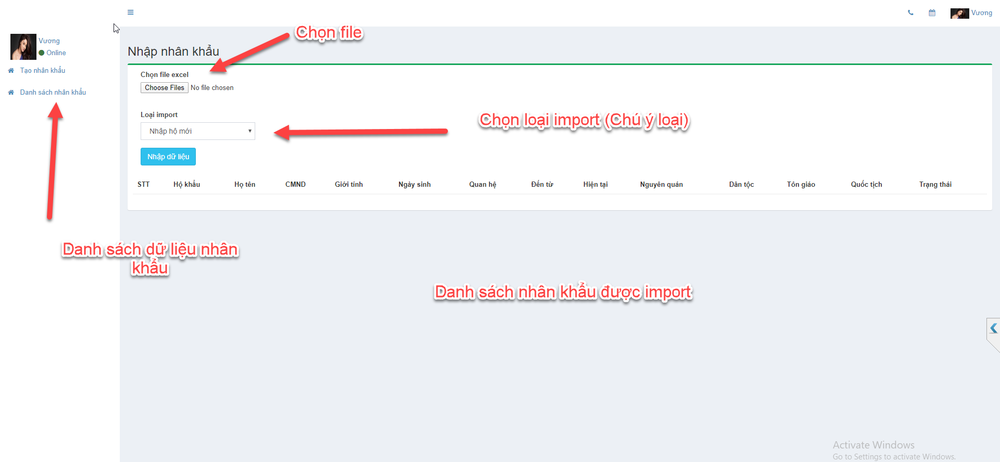 Vương
Chọn file
Vương
Online
Nhập nhân khẩu
Tạo nhân khẩu
Chọn file excel
Choose Files No file chosen
Danh sách nhân khẩu
Loại import
Chọn loại import (Chú ý loại)
Nhập hộ mới
Nhập dữ liệu
STT Hộ khẩu Họ tên CMND Giới tính Ngày sinh Quan hệ Đến từ Hiện tại Nguyên quán Dân tộc Tôn giáo Quốc tịch Trạng thái
Danh sách dữ liệu nhân
khẩu
Danh sách nhân khẩu được import
Activate Windows
Go to Settings to activate Windows.